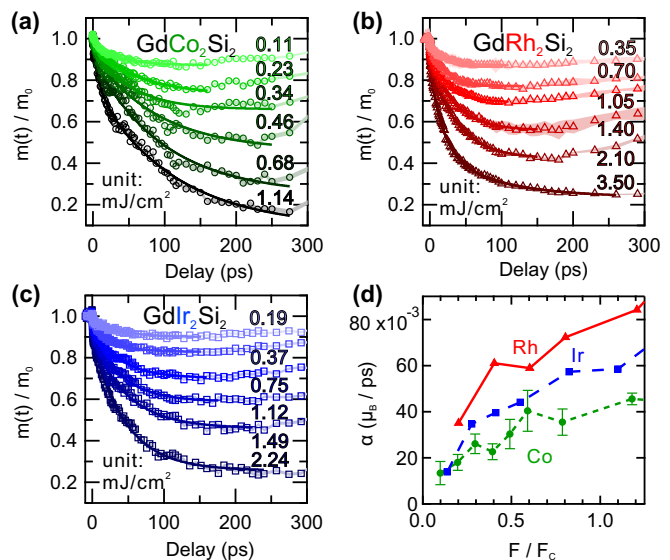 (a)
GdCo₂Si₂
1.0
0.8
0.6
0.4
0.2
m(t) / m₀
0.11
0.23
0.34
0.46
0.68
1.14
unit:
mJ/cm²
0 100 200 300
Delay (ps)
(b)
GdRh₂Si₂
1.0
0.8
0.6
0.4
0.2
m(t) / m₀
0.35
0.70
1.05
1.40
2.10
3.50
unit:
mJ/cm²
0 100 200 300
Delay (ps)
(c)
GdIr₂Si₂
1.0
0.8
0.6
0.4
0.2
m(t) / m₀
0.19
0.37
0.75
1.12
1.49
2.24
unit:
mJ/cm²
0 100 200 300
Delay (ps)
(d)
80 x10⁻³
60
40
20
0
α (μB / ps)
Rh
Ir
Co
0.0 0.5 1.0
F / FC